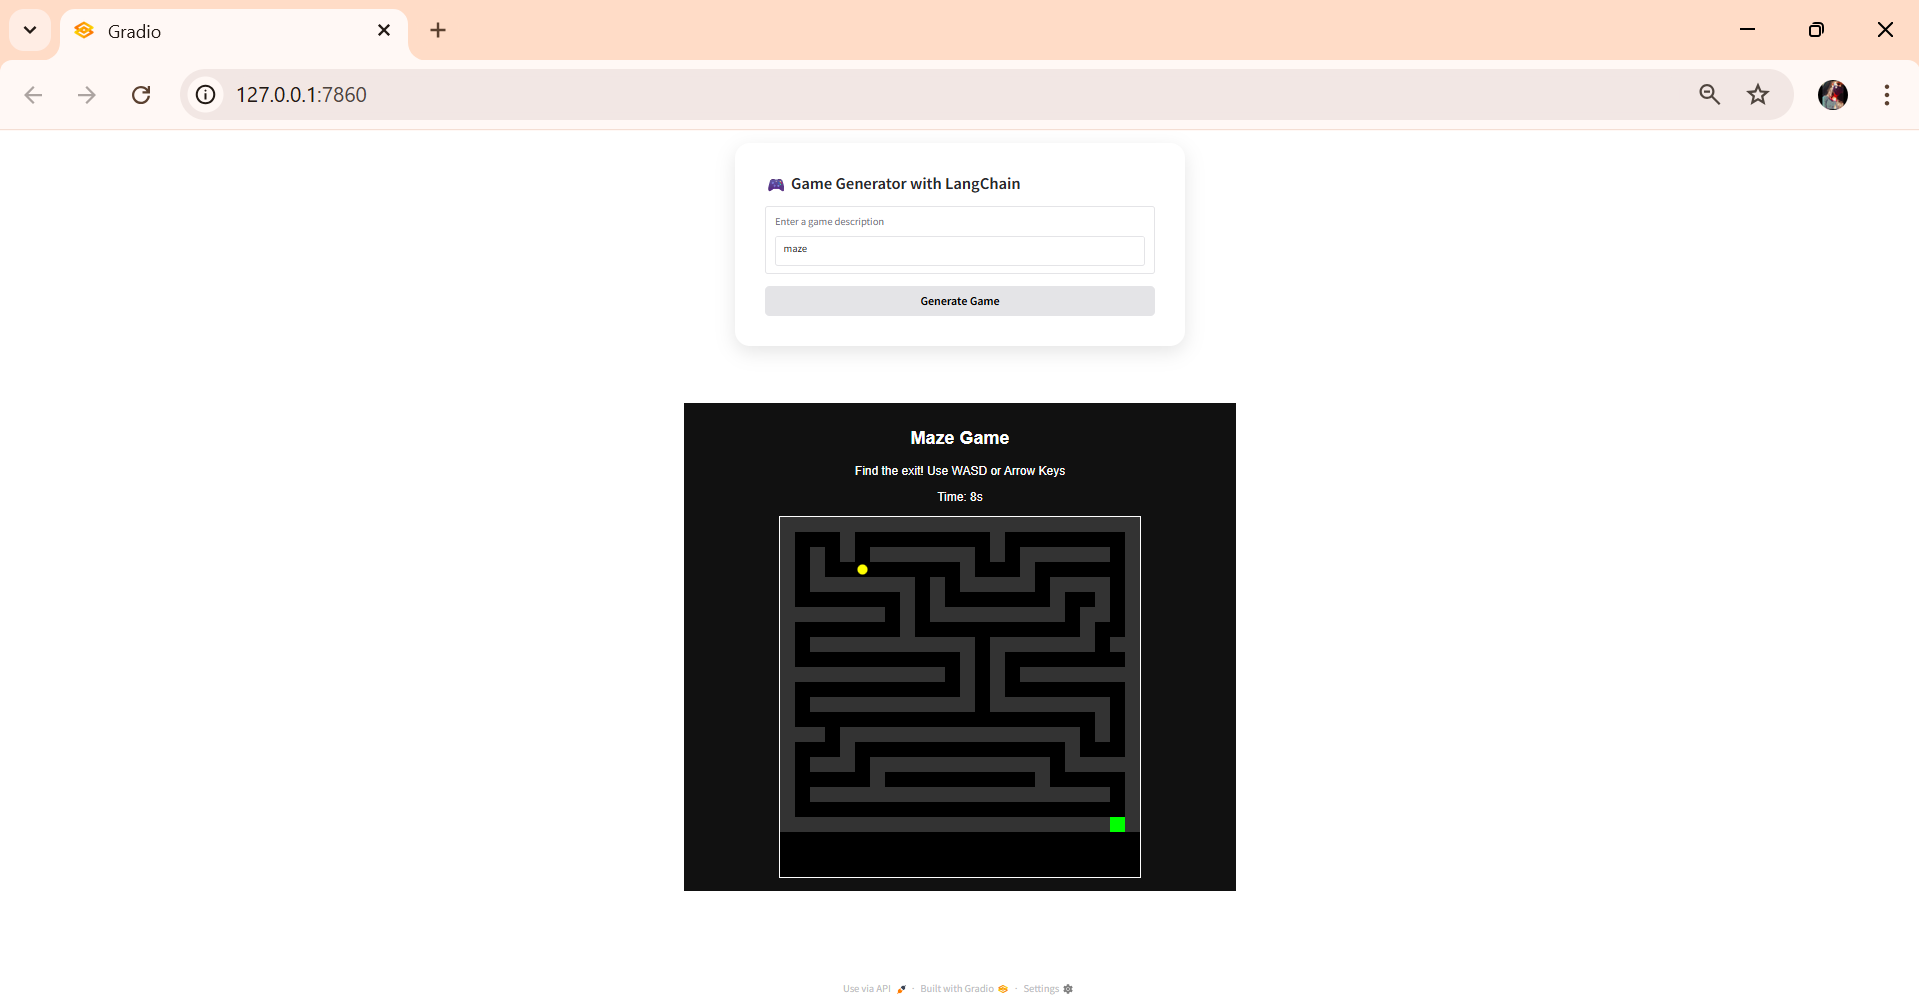 Gradio
127.0.0.1:7860
🎮 Game Generator with LangChain
Enter a game description
maze
Generate Game
Maze Game
Find the exit! Use WASD or Arrow Keys
Time: 8s
Use via API 🚀 · Built with Gradio · Settings ⚙️